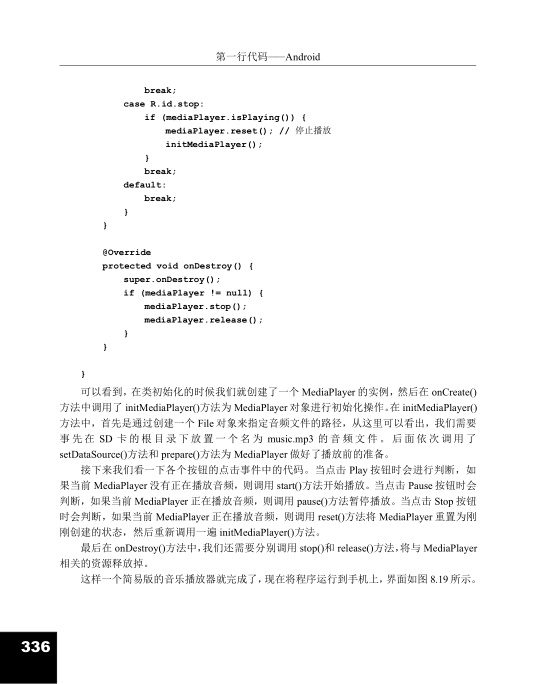 第一行代码——Android
break;
case R.id.stop:
if (mediaPlayer.isPlaying()) {
mediaPlayer.reset(); // 停止播放
initMediaPlayer();
}
break;
default:
break;
}
}
@Override
protected void onDestroy() {
super.onDestroy();
if (mediaPlayer != null) {
mediaPlayer.stop();
mediaPlayer.release();
}
}
}
可以看到，在类初始化的时候我们就创建了一个 MediaPlayer 的实例，然后在 onCreate()
方法中调用了 initMediaPlayer()方法为 MediaPlayer 对象进行初始化操作。在 initMediaPlayer()
方法中，首先是通过创建一个 File 对象来指定音频文件的路径，从这里可以看出，我们需要
事先在 SD 卡的根目录下放置一个名为 music.mp3 的音频文件。后面依次调用了
setDataSource()方法和 prepare()方法为 MediaPlayer 做好了播放前的准备。
接下来我们看一下各个按钮的点击事件中的代码。当点击 Play 按钮时会进行判断，如
果当前 MediaPlayer 没有正在播放音频，则调用 start()方法开始播放。当点击 Pause 按钮时会
判断，如果当前 MediaPlayer 正在播放音频，则调用 pause()方法暂停播放。当点击 Stop 按钮
时会判断，如果当前 MediaPlayer 正在播放音频，则调用 reset()方法将 MediaPlayer 重置为刚
刚创建的状态，然后重新调用一遍 initMediaPlayer()方法。
最后在 onDestroy()方法中，我们还需要分别调用 stop()和 release()方法，将与 MediaPlayer
相关的资源释放掉。
这样一个简易版的音乐播放器就完成了，现在将程序运行到手机上，界面如图 8.19 所示。
336